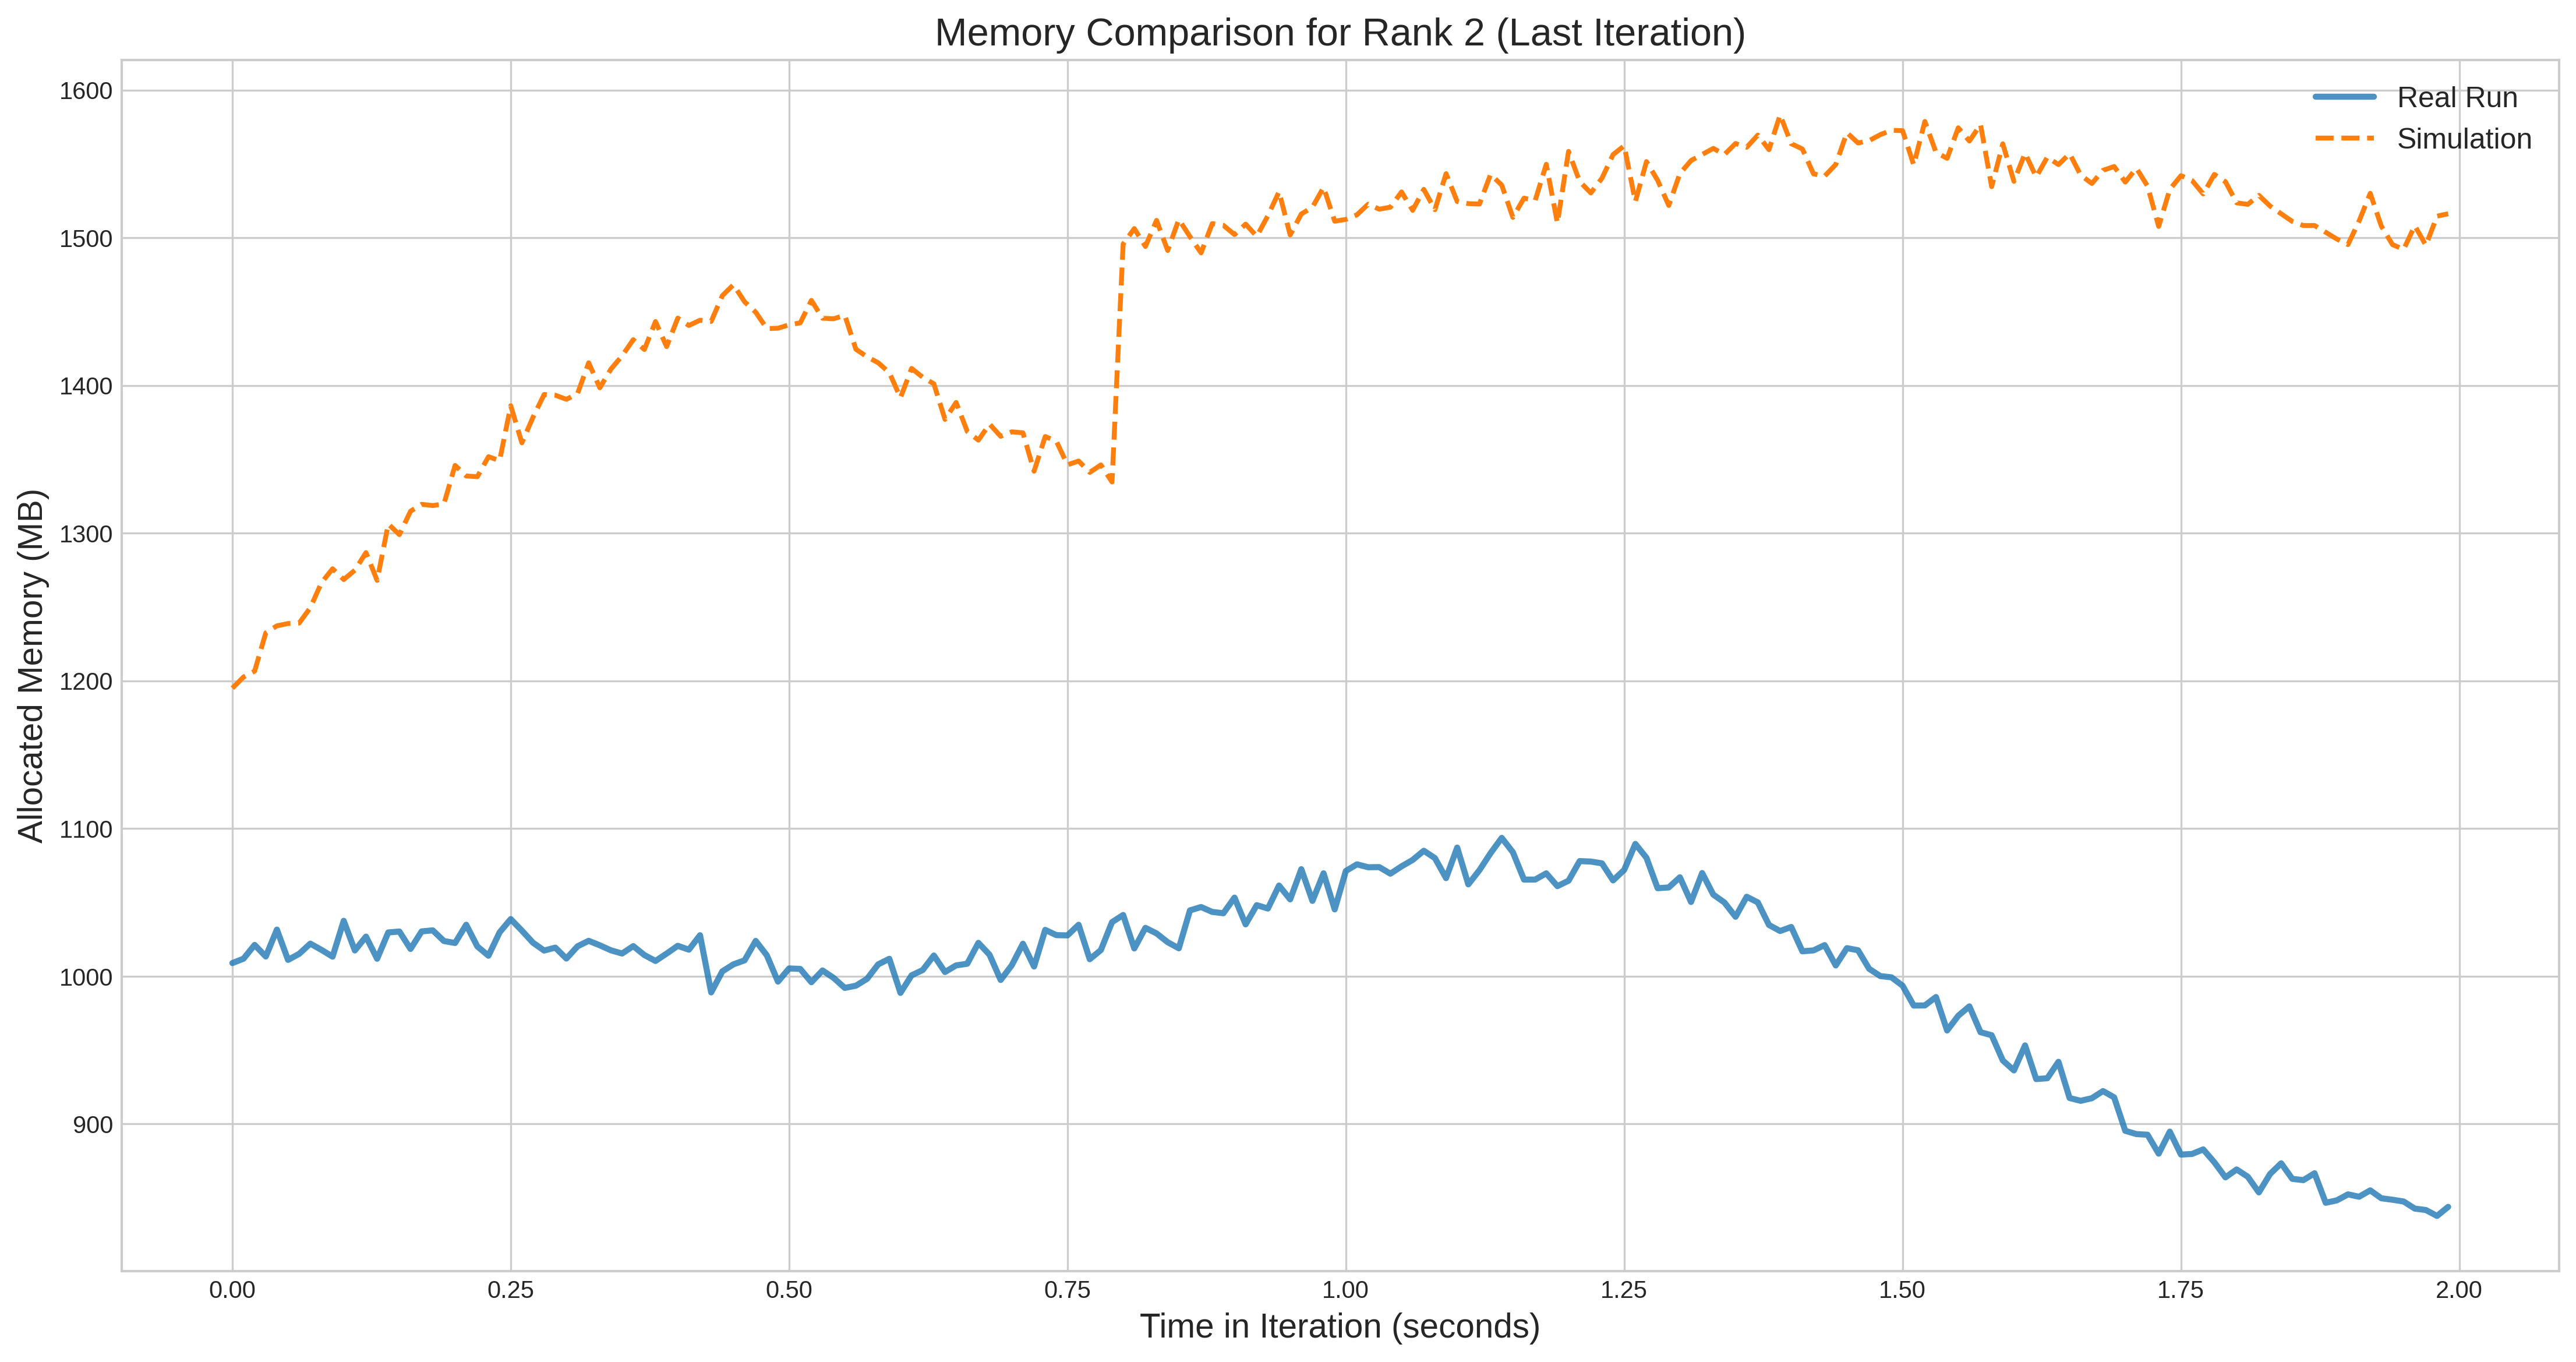 Memory Comparison for Rank 2 (Last Iteration)
Real Run
Simulation
Allocated Memory (MB)
1600
1500
1400
1300
1200
1100
1000
900
0.00 0.25 0.50 0.75 1.00 1.25 1.50 1.75 2.00
Time in Iteration (seconds)